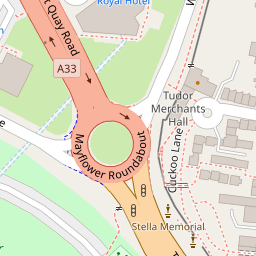 Royal Hotel
Quay Road
A33
Tudor
Merchants
Hall
Cuckoo Lane
Mayflower Roundabout
Stella Memorial